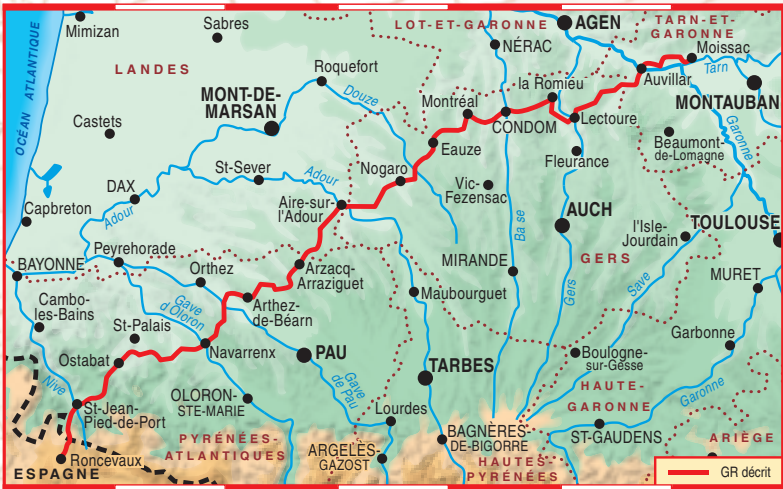 OCÉAN ATLANTIQUE
Mimizan
Sabres
LOT-ET-GARONNE
AGEN
TARN-ET-
GARONNE
NÉRAC
Moissac
LANDES
Roquefort
la Romieu
Auvillar
Tarn
MONT-DE-
MARSAN
Douze
Montréal
MONTAUBAN
Castets
CONDOM
Lectoure
Garonne
Eauze
Beaumont-
de-Lomagne
St-Sever
Adour
Nogaro
Fleurance
DAX
Vic-
Fezensac
Aire-sur-
l'Adour
Capbreton
Adour
AUCH
l'Isle-
Jourdain
TOULOUSE
Baïse
Peyrehorade
MIRANDE
GERS
BAYONNE
Orthez
Arzacq-
Arraziguet
Save
MURET
Cambo-
les-Bains
Gave
d'Oloron
Arthez-
de-Béarn
Maubourguet
Gers
St-Palais
Garbonne
Ostabat
Navarrenx
PAU
Boulogne-
sur-Gesse
TARBES
Nive
Gave
de Pau
HAUTE-
GARONNE
Garonne
OLORON-
STE-MARIE
St-Jean-
Pied-de-Port
Lourdes
BAGNÈRES-
DE-BIGORRE
ST-GAUDENS
PYRÉNÉES-
ATLANTIQUES
ARIÈGE
ARGELÈS-
GAZOST
Roncevaux
HAUTES-
PYRÉNÉES
ESPAGNE
GR décrit